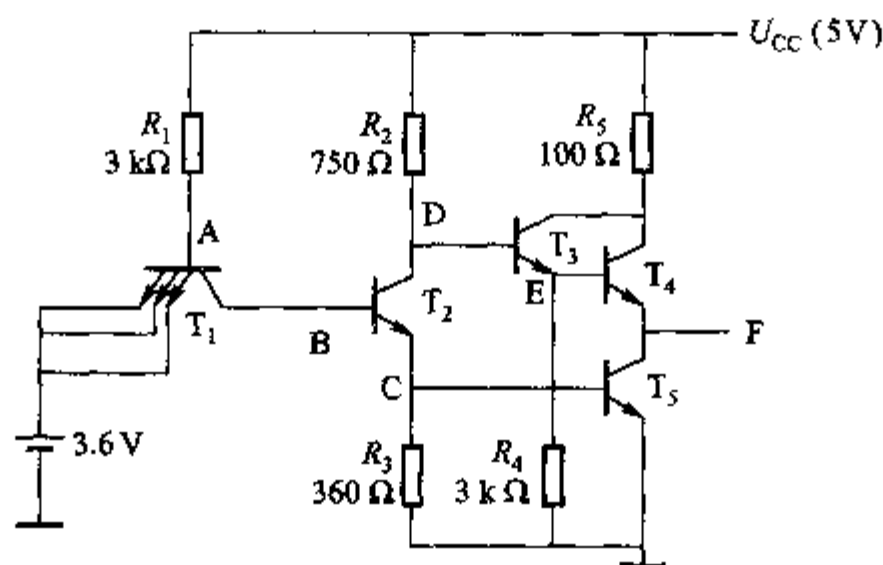 U_CC (5V)
R_1
3 kΩ
R_2
750 Ω
R_5
100 Ω
A
D
T_3
T_1
B
T_2
E
T_4
F
C
T_5
3.6 V
R_3
360 Ω
R_4
3 k Ω